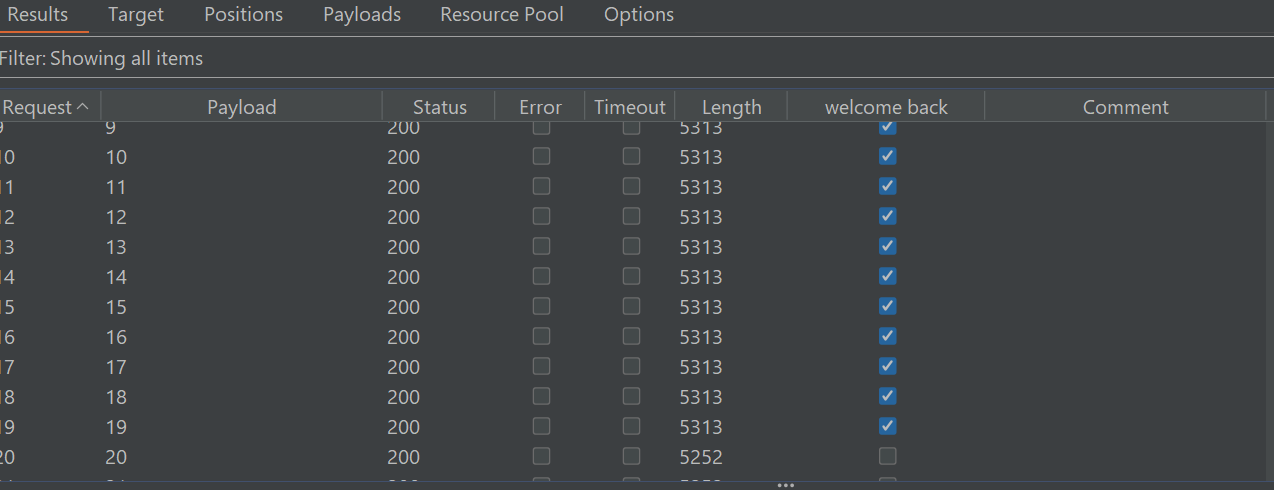 Results Target Positions Payloads Resource Pool Options
Filter: Showing all items
Request Payload Status Error Timeout Length welcome back Comment
9 9 200 5313
10 10 200 5313
11 11 200 5313
12 12 200 5313
13 13 200 5313
14 14 200 5313
15 15 200 5313
16 16 200 5313
17 17 200 5313
18 18 200 5313
19 19 200 5313
20 20 200 5252